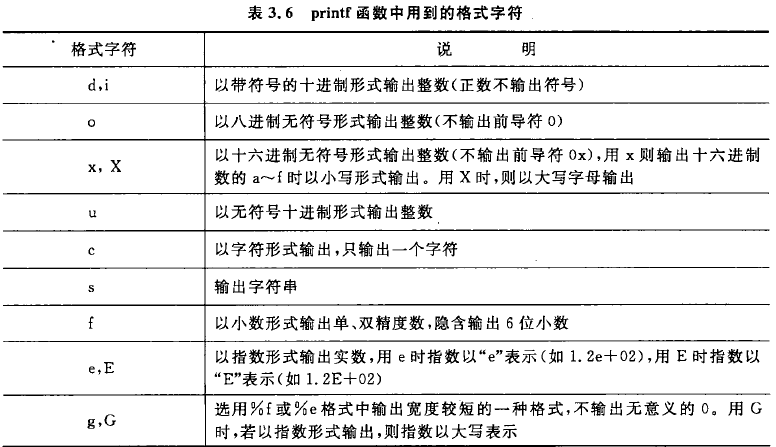 表 3.6 printf 函数中用到的格式字符
格式字符 说 明
d,i 以带符号的十进制形式输出整数(正数不输出符号)
o 以八进制无符号形式输出整数(不输出前导符 0)
x, X 以十六进制无符号形式输出整数(不输出前导符 0x),用 x 则输出十六进制
数的 a～f 时以小写形式输出。用 X 时,则以大写字母输出
u 以无符号十进制形式输出整数
c 以字符形式输出,只输出一个字符
s 输出字符串
f 以小数形式输出单、双精度数,隐含输出 6 位小数
e,E 以指数形式输出实数,用 e 时指数以“e”表示(如 1.2e+02),用 E 时指数以
“E”表示(如 1.2E+02)
g,G 选用%f 或%e 格式中输出宽度较短的一种格式,不输出无意义的 0。用 G
时,若以指数形式输出,则指数以大写表示